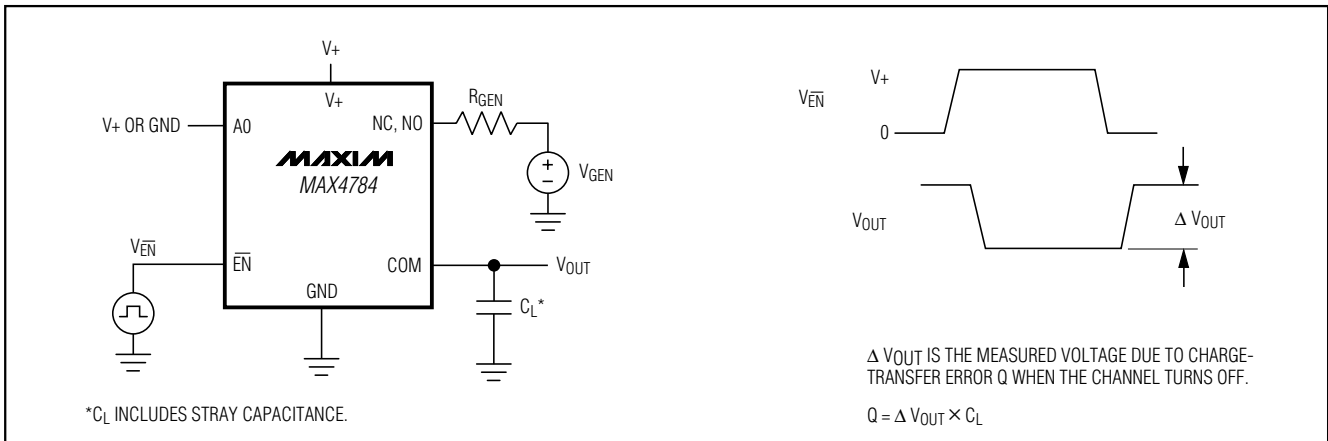 V+
V+
V+ OR GND
A0
NC, NO
RGEN
MAXIM
MAX4784
+
−
VGEN
VEN̅
EN̅
COM
VOUT
GND
CL*
*CL INCLUDES STRAY CAPACITANCE.
VEN̅
V+
0
VOUT
Δ VOUT
Δ VOUT IS THE MEASURED VOLTAGE DUE TO CHARGE-
TRANSFER ERROR Q WHEN THE CHANNEL TURNS OFF.
Q = Δ VOUT × CL